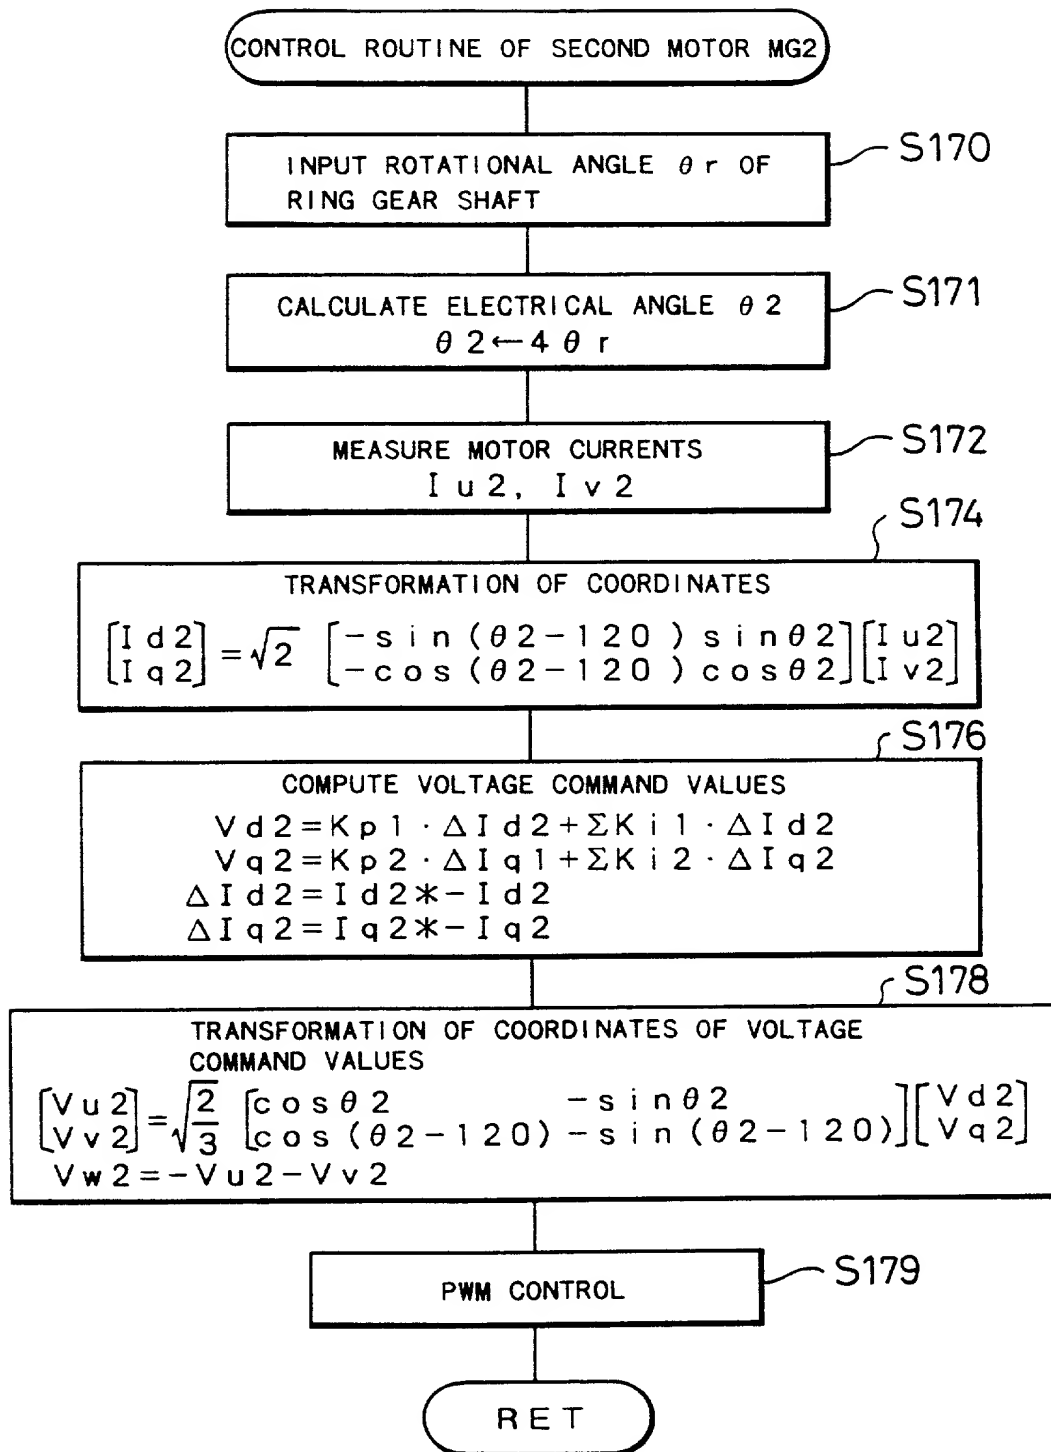 CONTROL ROUTINE OF SECOND MOTOR MG2
S170
INPUT ROTATIONAL ANGLE θr OF
RING GEAR SHAFT
S171
CALCULATE ELECTRICAL ANGLE θ2
θ2←4θr
S172
MEASURE MOTOR CURRENTS
Iu2, Iv2
S174
TRANSFORMATION OF COORDINATES
[Id2] = √2 [-sin(θ2-120) sinθ2][Iu2]
[Iq2] [-cos(θ2-120) cosθ2][Iv2]
S176
COMPUTE VOLTAGE COMMAND VALUES
Vd2=Kp1·ΔId2+ΣKi1·ΔId2
Vq2=Kp2·ΔIq1+ΣKi2·ΔIq2
ΔId2=Id2*-Id2
ΔIq2=Iq2*-Iq2
S178
TRANSFORMATION OF COORDINATES OF VOLTAGE
COMMAND VALUES
[Vu2] = √2/3 [cosθ2 -sinθ2][Vd2]
[Vv2] [cos(θ2-120) -sin(θ2-120)][Vq2]
Vw2=-Vu2-Vv2
S179
PWM CONTROL
RET